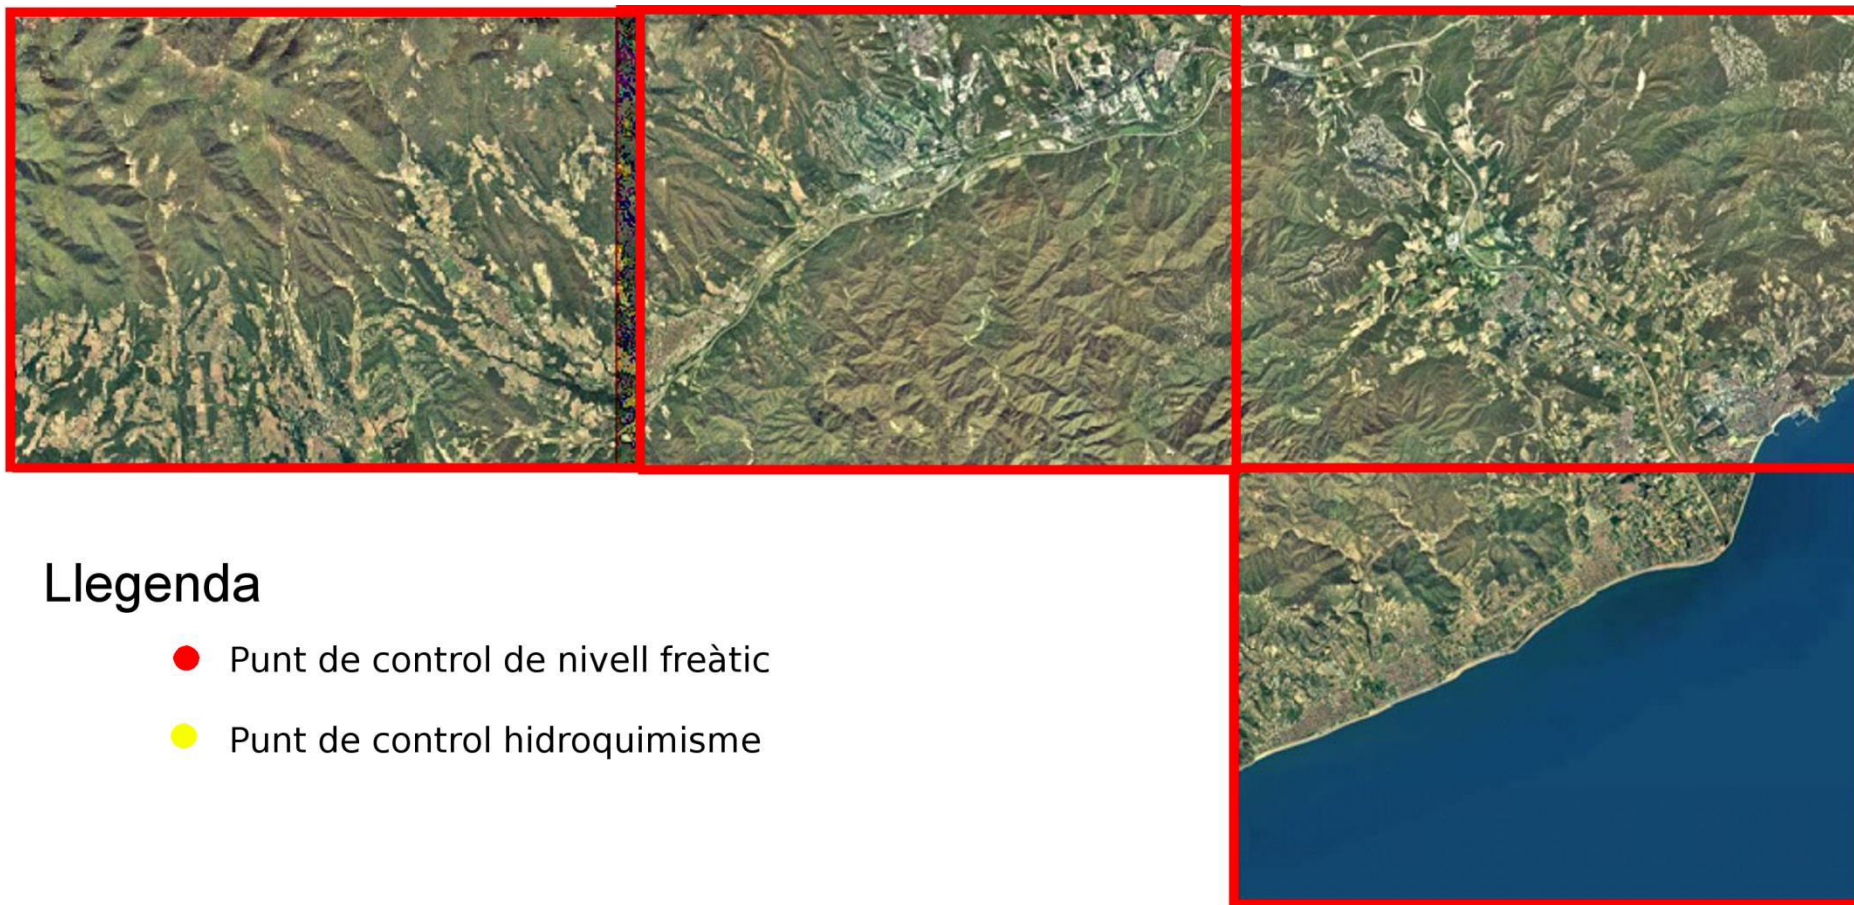 Llegenda
Punt de control de nivell freàtic
Punt de control hidroquimisme